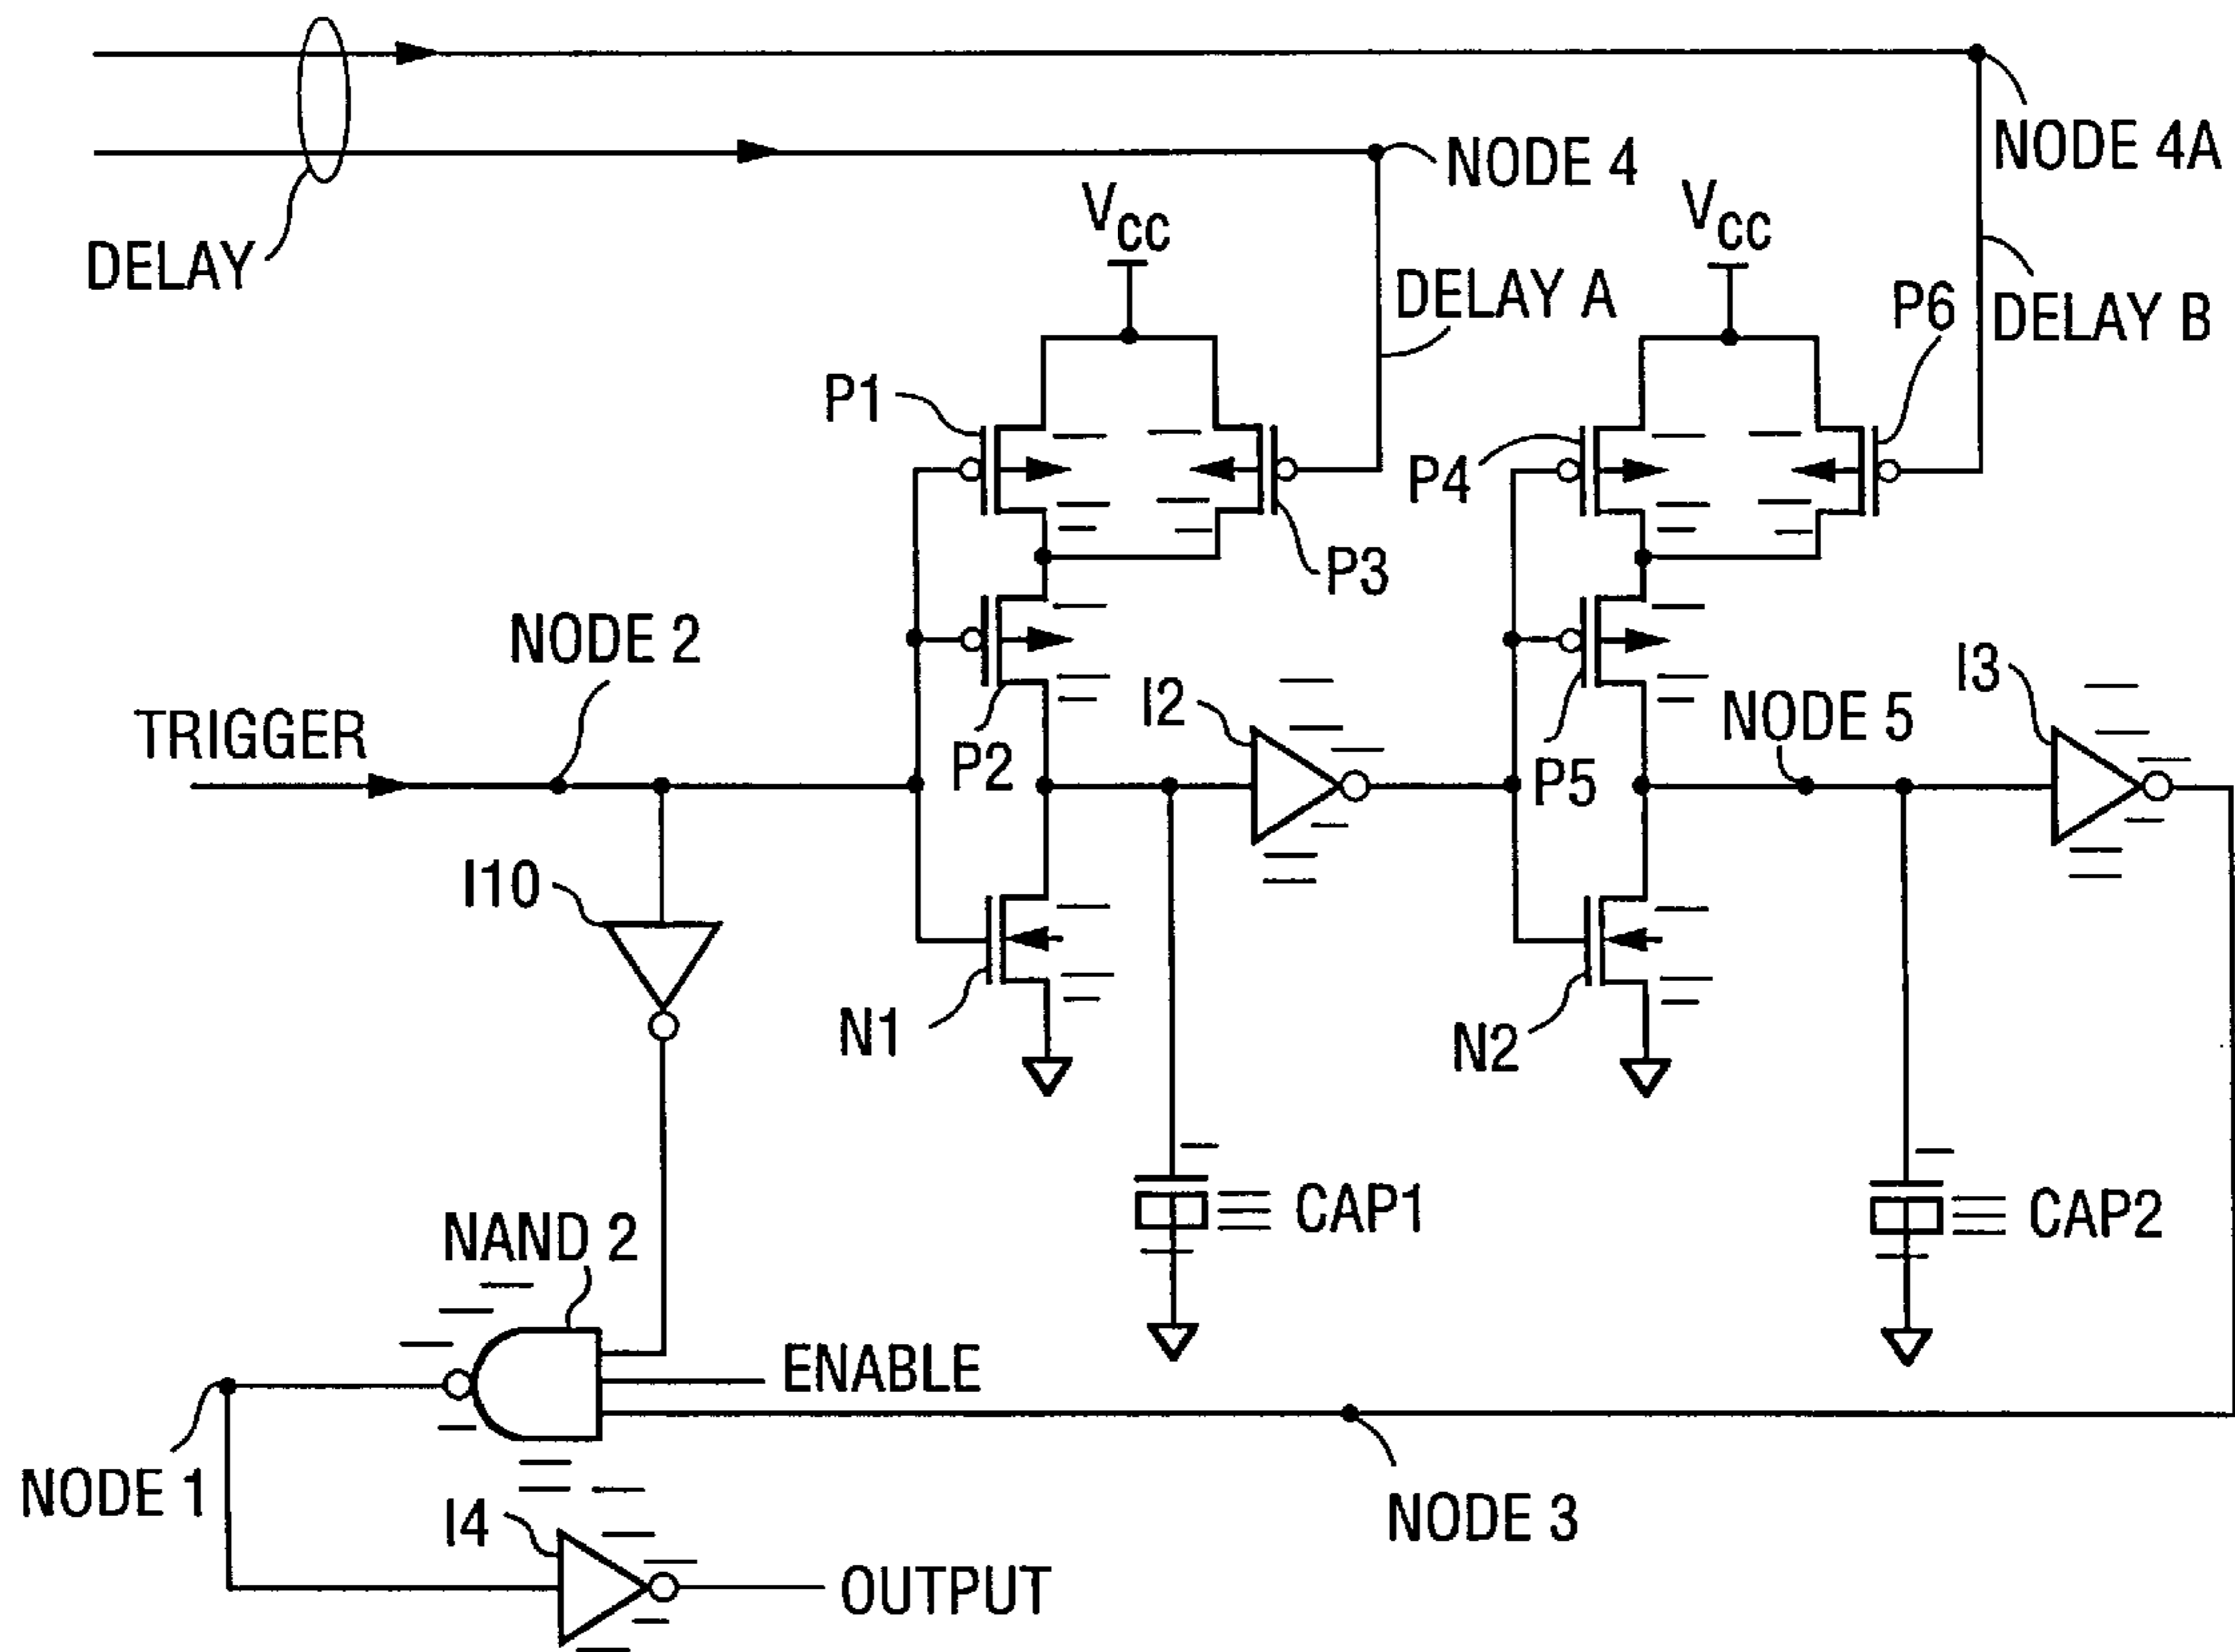 NODE 4A
NODE 4
VCC
VCC
DELAY
DELAY A
P6
DELAY B
P1
P4
P3
NODE 2
I2
I3
TRIGGER
NODE 5
P2
P5
I10
N1
N2
CAP1
CAP2
NAND 2
ENABLE
NODE 1
I4
NODE 3
OUTPUT